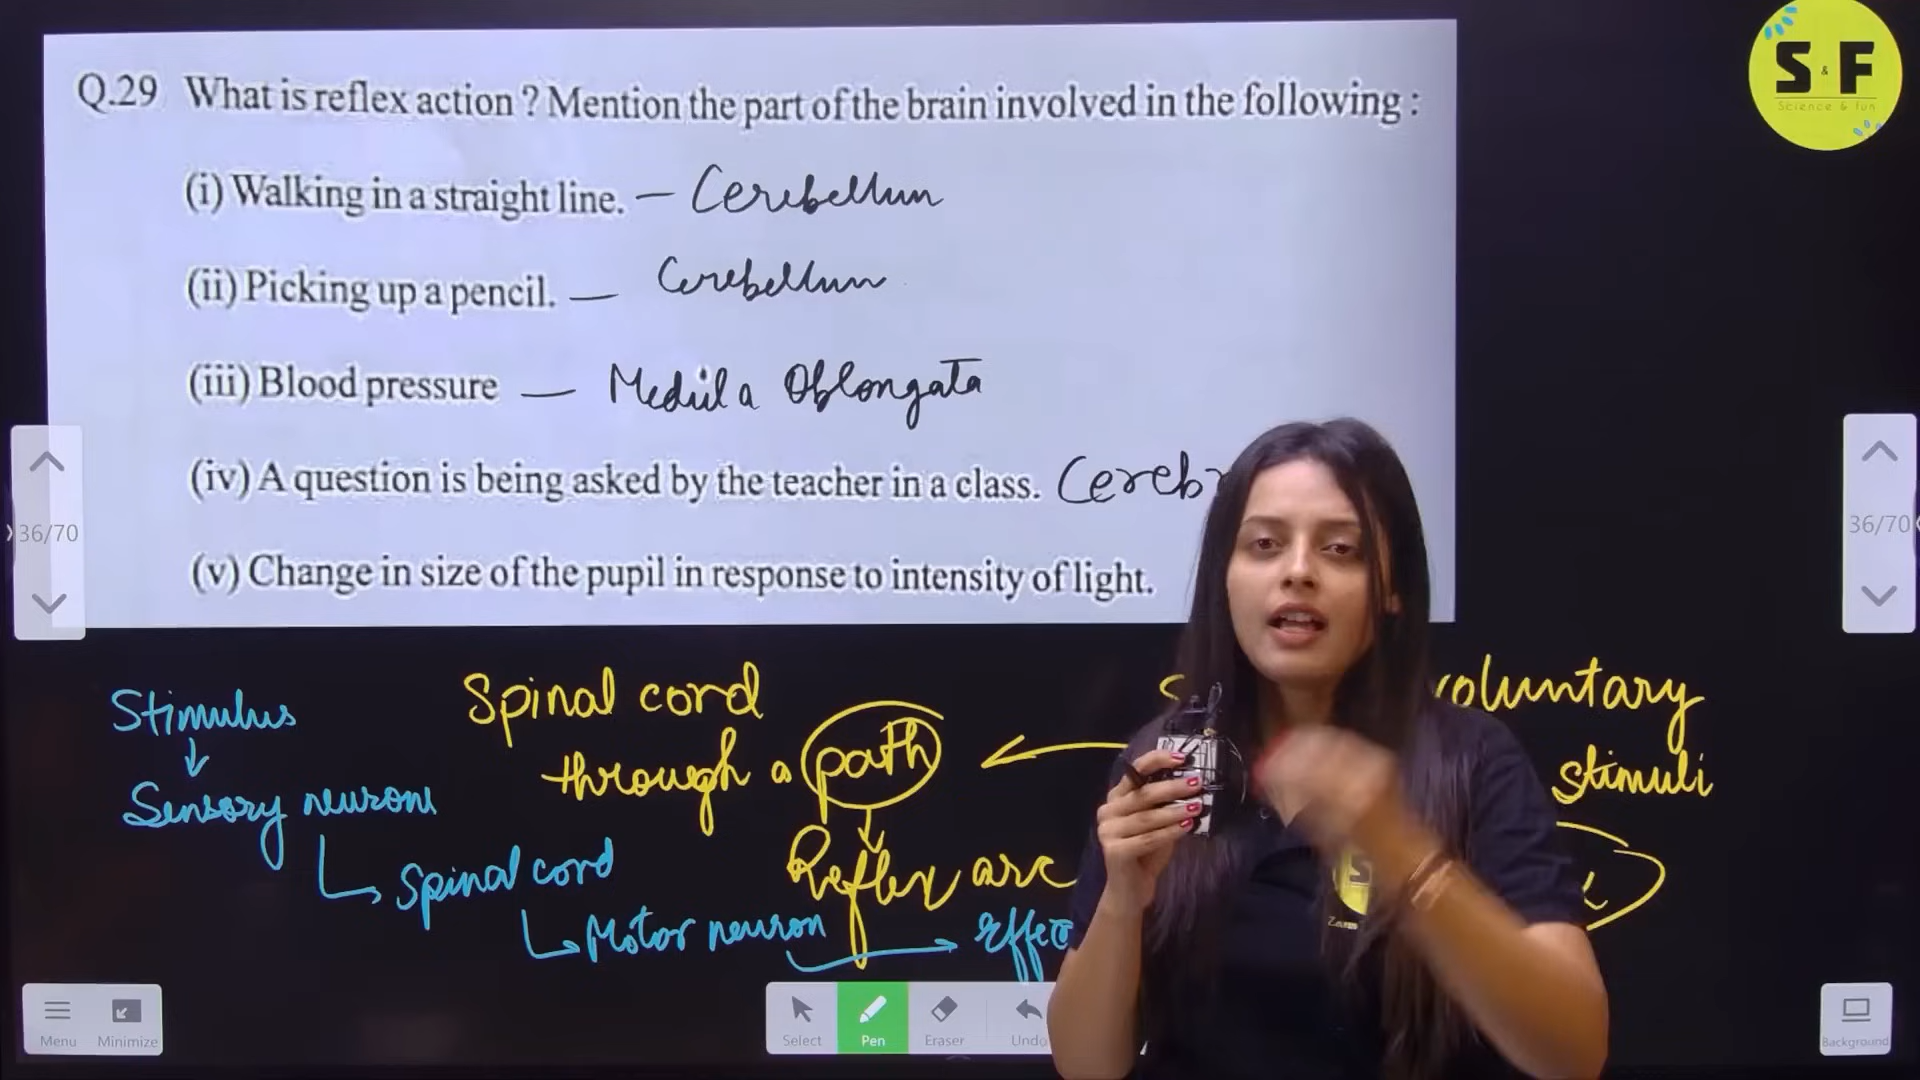 S & F
Science & fun
Q.29 What is reflex action ? Mention the part of the brain involved in the following :
(i) Walking in a straight line. – Cerebellum
(ii) Picking up a pencil. — Cerebellum
(iii) Blood pressure — Medulla Oblongata
(iv) A question is being asked by the teacher in a class. Cereb
(v) Change in size of the pupil in response to intensity of light.
36/70
36/70
Stimulus
Sensory neurons
Spinal cord
Motor neuron
Effec
Spinal cord
through a path
Reflex arc
voluntary
stimuli
Menu
Minimize
Select
Pen
Eraser
Undo
Background